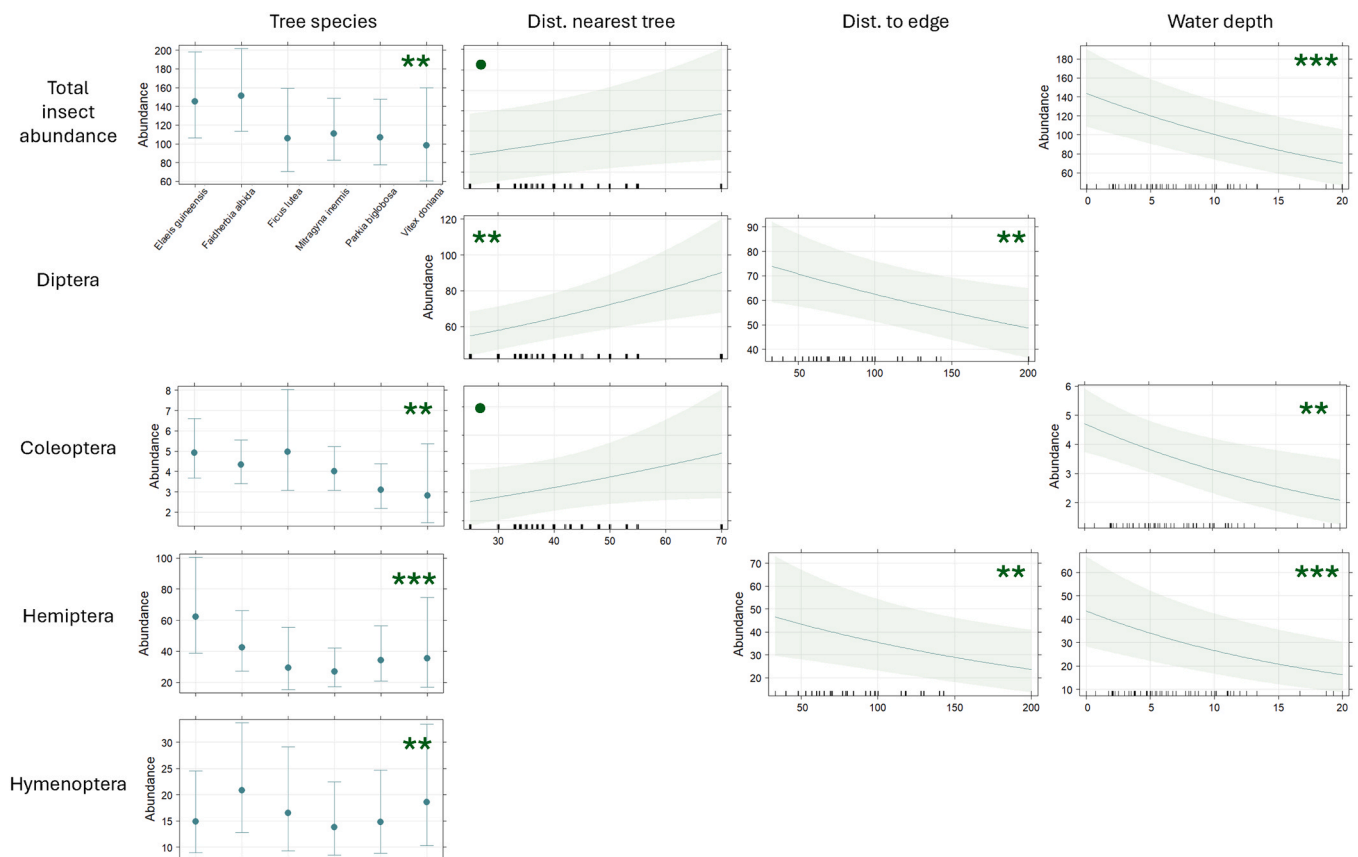 Tree species
Dist. nearest tree
Dist. to edge
Water depth
Total
insect
abundance
Abundance
200
180
160
140
120
100
80
60
**
Elaeis guineensis
Faidherbia albida
Ficus lutea
Mitragyna inermis
Parkia biglobosa
Vitex doniana
Abundance
180
160
140
120
100
80
60
***
0 5 10 15 20
Diptera
Abundance
120
100
80
60
**
Abundance
90
80
70
60
50
40
**
50 100 150 200
Coleoptera
Abundance
8
7
6
5
4
3
2
**
30 40 50 60 70
Abundance
6
5
4
3
2
**
Hemiptera
Abundance
100
80
60
40
20
***
Abundance
70
60
50
40
30
20
**
50 100 150 200
Abundance
60
50
40
30
20
10
***
0 5 10 15 20
Hymenoptera
Abundance
30
25
20
15
10
**